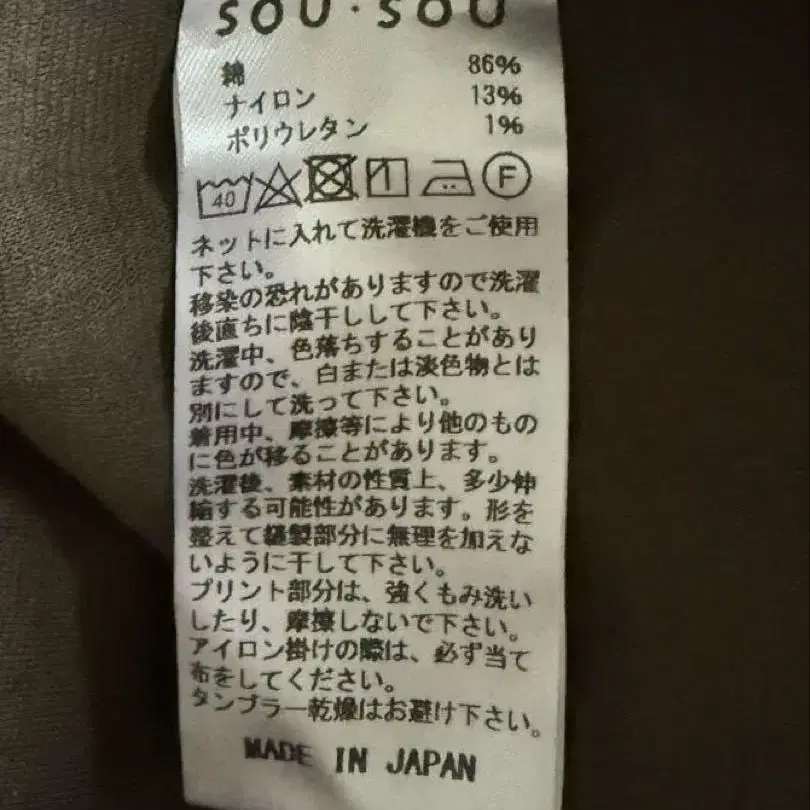 SOU・SOU
綿 86%
ナイロン 13%
ポリウレタン 1%
40 F
ネットに入れて洗濯機をご使用
下さい。
移染の恐れがありますので洗濯
後直ちに陰干しして下さい。
洗濯中、色落ちすることがあり
ますので、白または淡色物とは
別にして洗って下さい。
着用中、摩擦等により他のもの
に色が移ることがあります。
洗濯後、素材の性質上、多少伸
縮する可能性があります。形を
整えて縫製部分に無理を加えな
いように干して下さい。
プリント部分は、強くもみ洗い
したり、摩擦しないで下さい。
アイロン掛けの際は、必ず当て
布をしてください。
タンブラー乾燥はお避け下さい。
MADE IN JAPAN